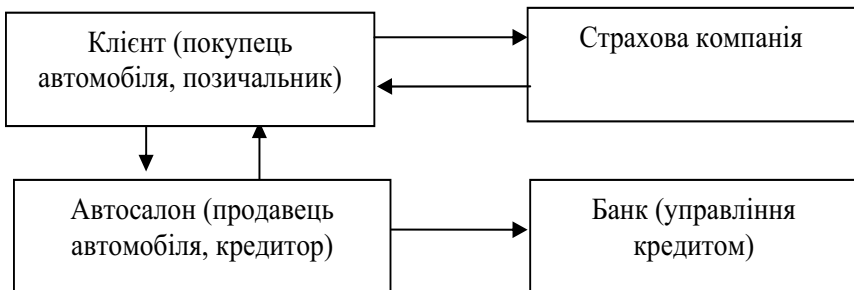 Клієнт (покупець
автомобіля, позичальник)
Страхова компанія
Автосалон (продавець
автомобіля, кредитор)
Банк (управління
кредитом)